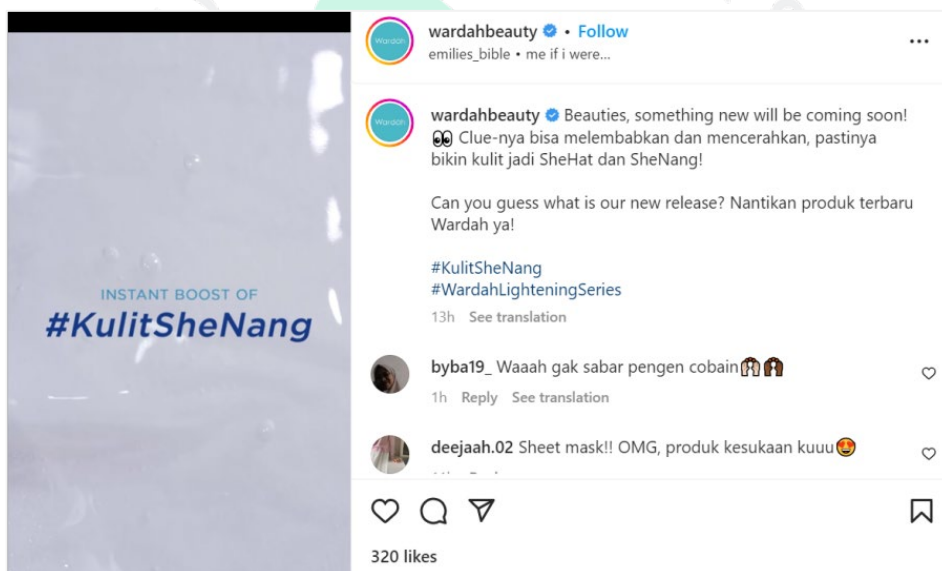 INSTANT BOOST OF
#KulitSheNang
Wardah
wardahbeauty • Follow
emilies_bible • me if i were...
Wardah
wardahbeauty Beauties, something new will be coming soon!
👀 Clue-nya bisa melembabkan dan mencerahkan, pastinya
bikin kulit jadi SheHat dan SheNang!
Can you guess what is our new release? Nantikan produk terbaru
Wardah ya!
#KulitSheNang
#WardahLighteningSeries
13h See translation
byba19_ Waaah gak sabar pengen cobain
1h Reply See translation
deejaah.02 Sheet mask!! OMG, produk kesukaan kuuu😍
320 likes